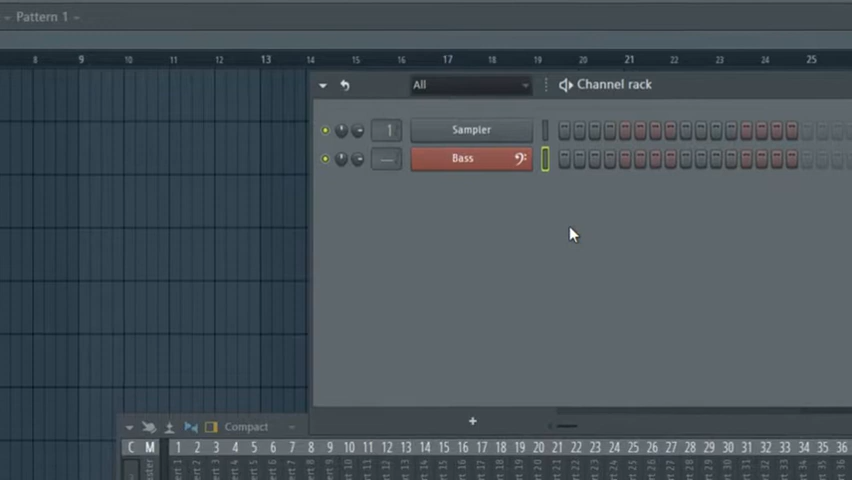 Pattern 1
8 9 10 11 12 13 14 15 16 17 18 19 20 21 22 23 24 25
All
Channel rack
1 Sampler
--- Bass
+
Compact
C M 1 2 3 4 5 6 7 8 9 10 11 12 13 14 15 16 17 18 19 20 21 22 23 24 25 26 27 28 29 30 31 32 33 34 35 36